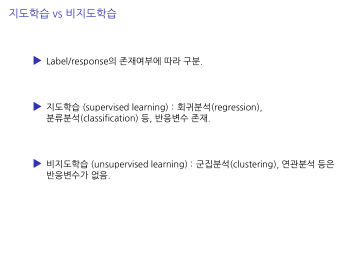 지도학습 vs 비지도학습
▶ Label/response의 존재여부에 따라 구분.
▶ 지도학습 (supervised learning) : 회귀분석(regression),
분류분석(classification) 등, 반응변수 존재.
▶ 비지도학습 (unsupervised learning) : 군집분석(clustering), 연관분석 등은
반응변수가 없음.